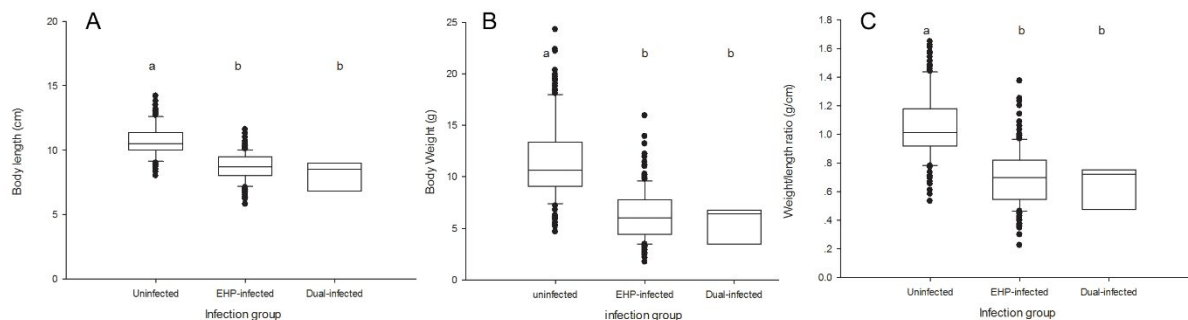 A
Body length (cm)
20
15
10
5
0
a
b
b
Uninfected
EHP-infected
Dual-infected
Infection group
B
Body Weight (g)
25
20
15
10
5
0
a
b
b
uninfected
EHP-infected
Dual-infected
infection group
C
Weight/length ratio (g/cm)
1.8
1.6
1.4
1.2
1.0
.8
.6
.4
.2
0.0
a
b
b
Uninfected
EHP-infected
Dual-infected
Infection group